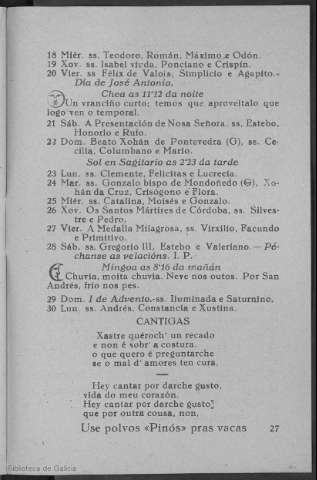 18 Miér. ss. Teodoro, Román, Máximo e Odón.
19 Xov. ss. Isabel viuda, Ponciano e Crispín.
20 Vier. ss Félix de Valois, Simplicio e Agapito.-
Día de José Antonio.
Chea as 11'12 da noite
Un vranciño curto; temos que aproveitalo que
logo ven o temporal.
21 Sáb. A Presentación de Nosa Señora. ss. Estebo,
Honorio e Rufo.
22 Dom. Beato Xohán de Pontevedra (G), ss. Ce-
cilia, Columbano e Mario.
Sol en Sagitario as 2'23 da tarde
23 Lun. ss. Clemente, Felicitas e Lucrecia.
24 Mar. ss. Gonzalo bispo de Mondoñedo (G), Xo-
hán da Cruz, Crisógono e Flora.
25 Miér. ss. Catalina, Moisés e Gonzalo.
26 Xov. Os Santos Mártires de Córdoba, ss. Silves-
tre e Pedro.
27 Vier. A Medalla Milagrosa, ss. Virxilio, Facundo
e Primitivo.
28 Sáb. ss. Gregorio III, Estebo e Valeriano.—Pé-
chanse as velacións. I. P.
Mingoa as 8'16 da mañán
Chuvia, moita chuvia. Neve nos outos. Por San
Andrés, frío nos pés.
29 Dom. I de Advento.-ss. Iluminada e Saturnino.
30 Lun. ss. Andrés, Constancia e Xustina.
CANTIGAS
Xastre quéroch' un recado
e non é sobr' a costura.
o que quero é preguntarche
se o mal d' amores ten cura.
Hey cantar por darche gusto,
vida do meu corazón.
Hey cantar por darche gusto
que por outra cousa, non.
Use polvos «Pinós» pras vacas 27
Biblioteca de Galicia